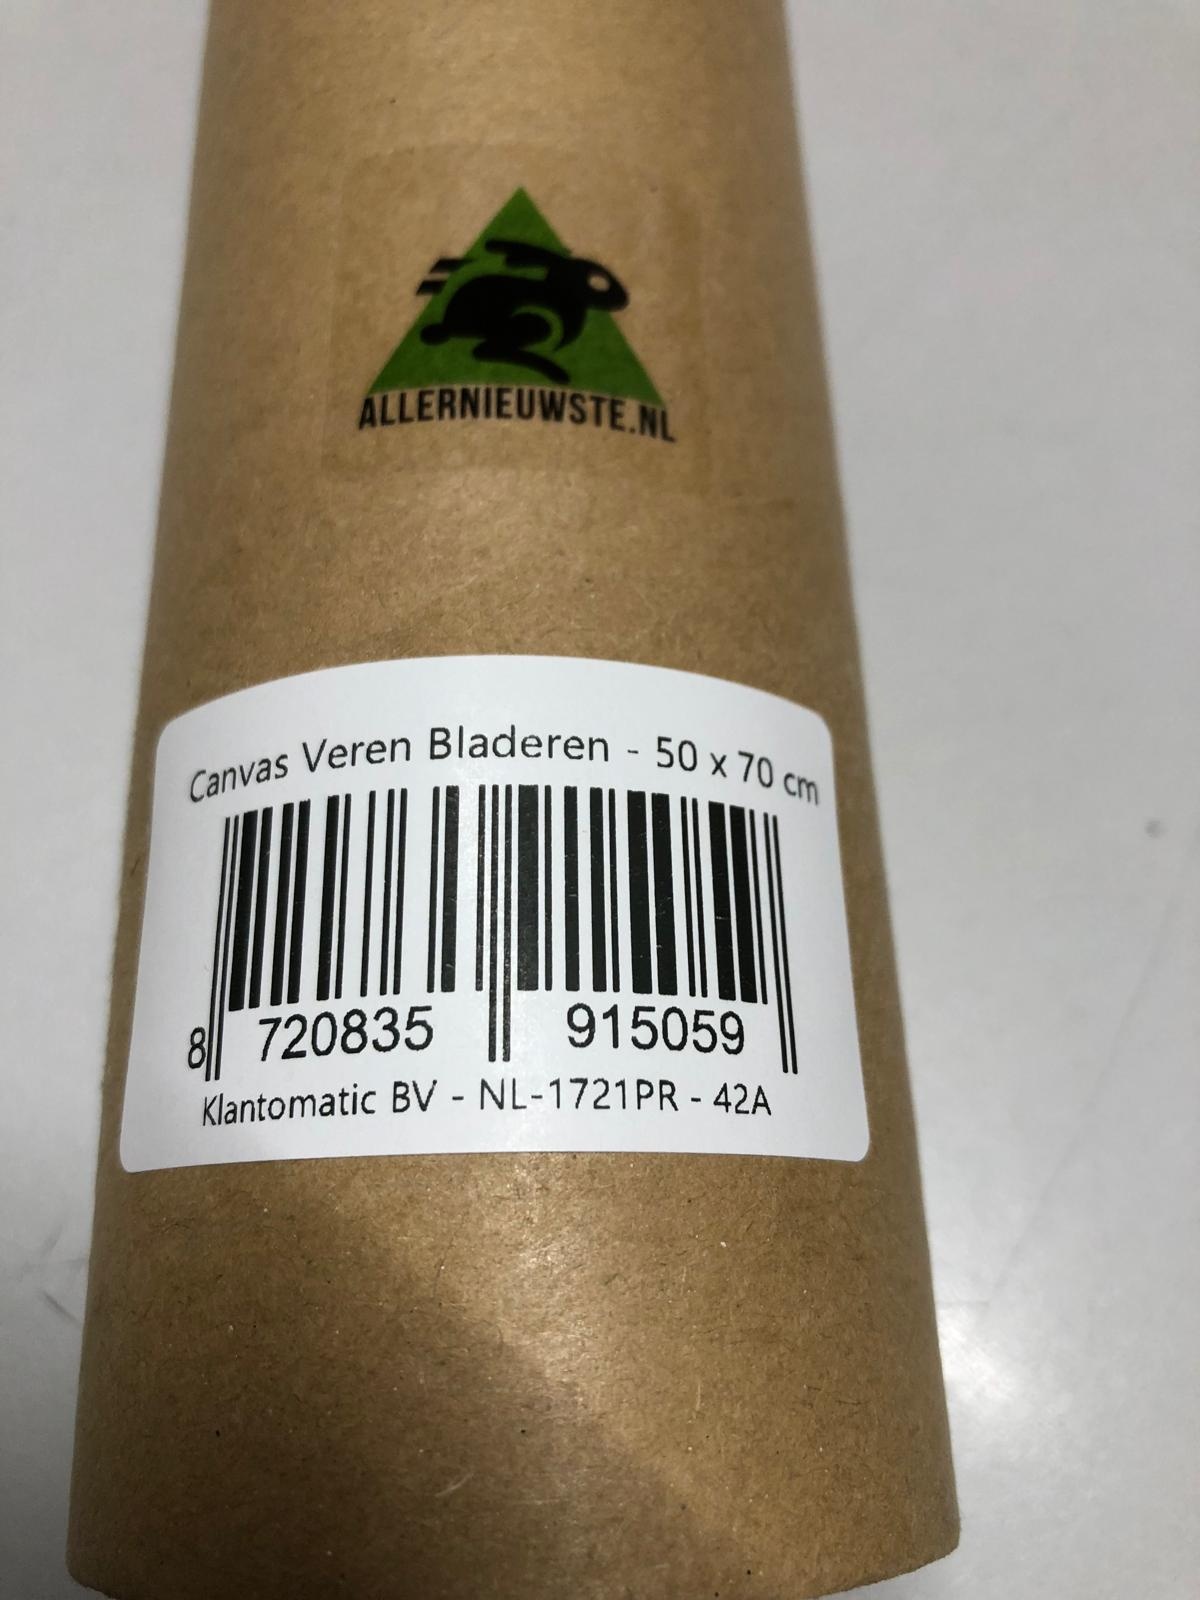 ALLERNIEUWSTE.NL
Canvas Veren Bladeren - 50 x 70 cm
8 720835 915059
Klantomatic BV - NL-1721PR - 42A